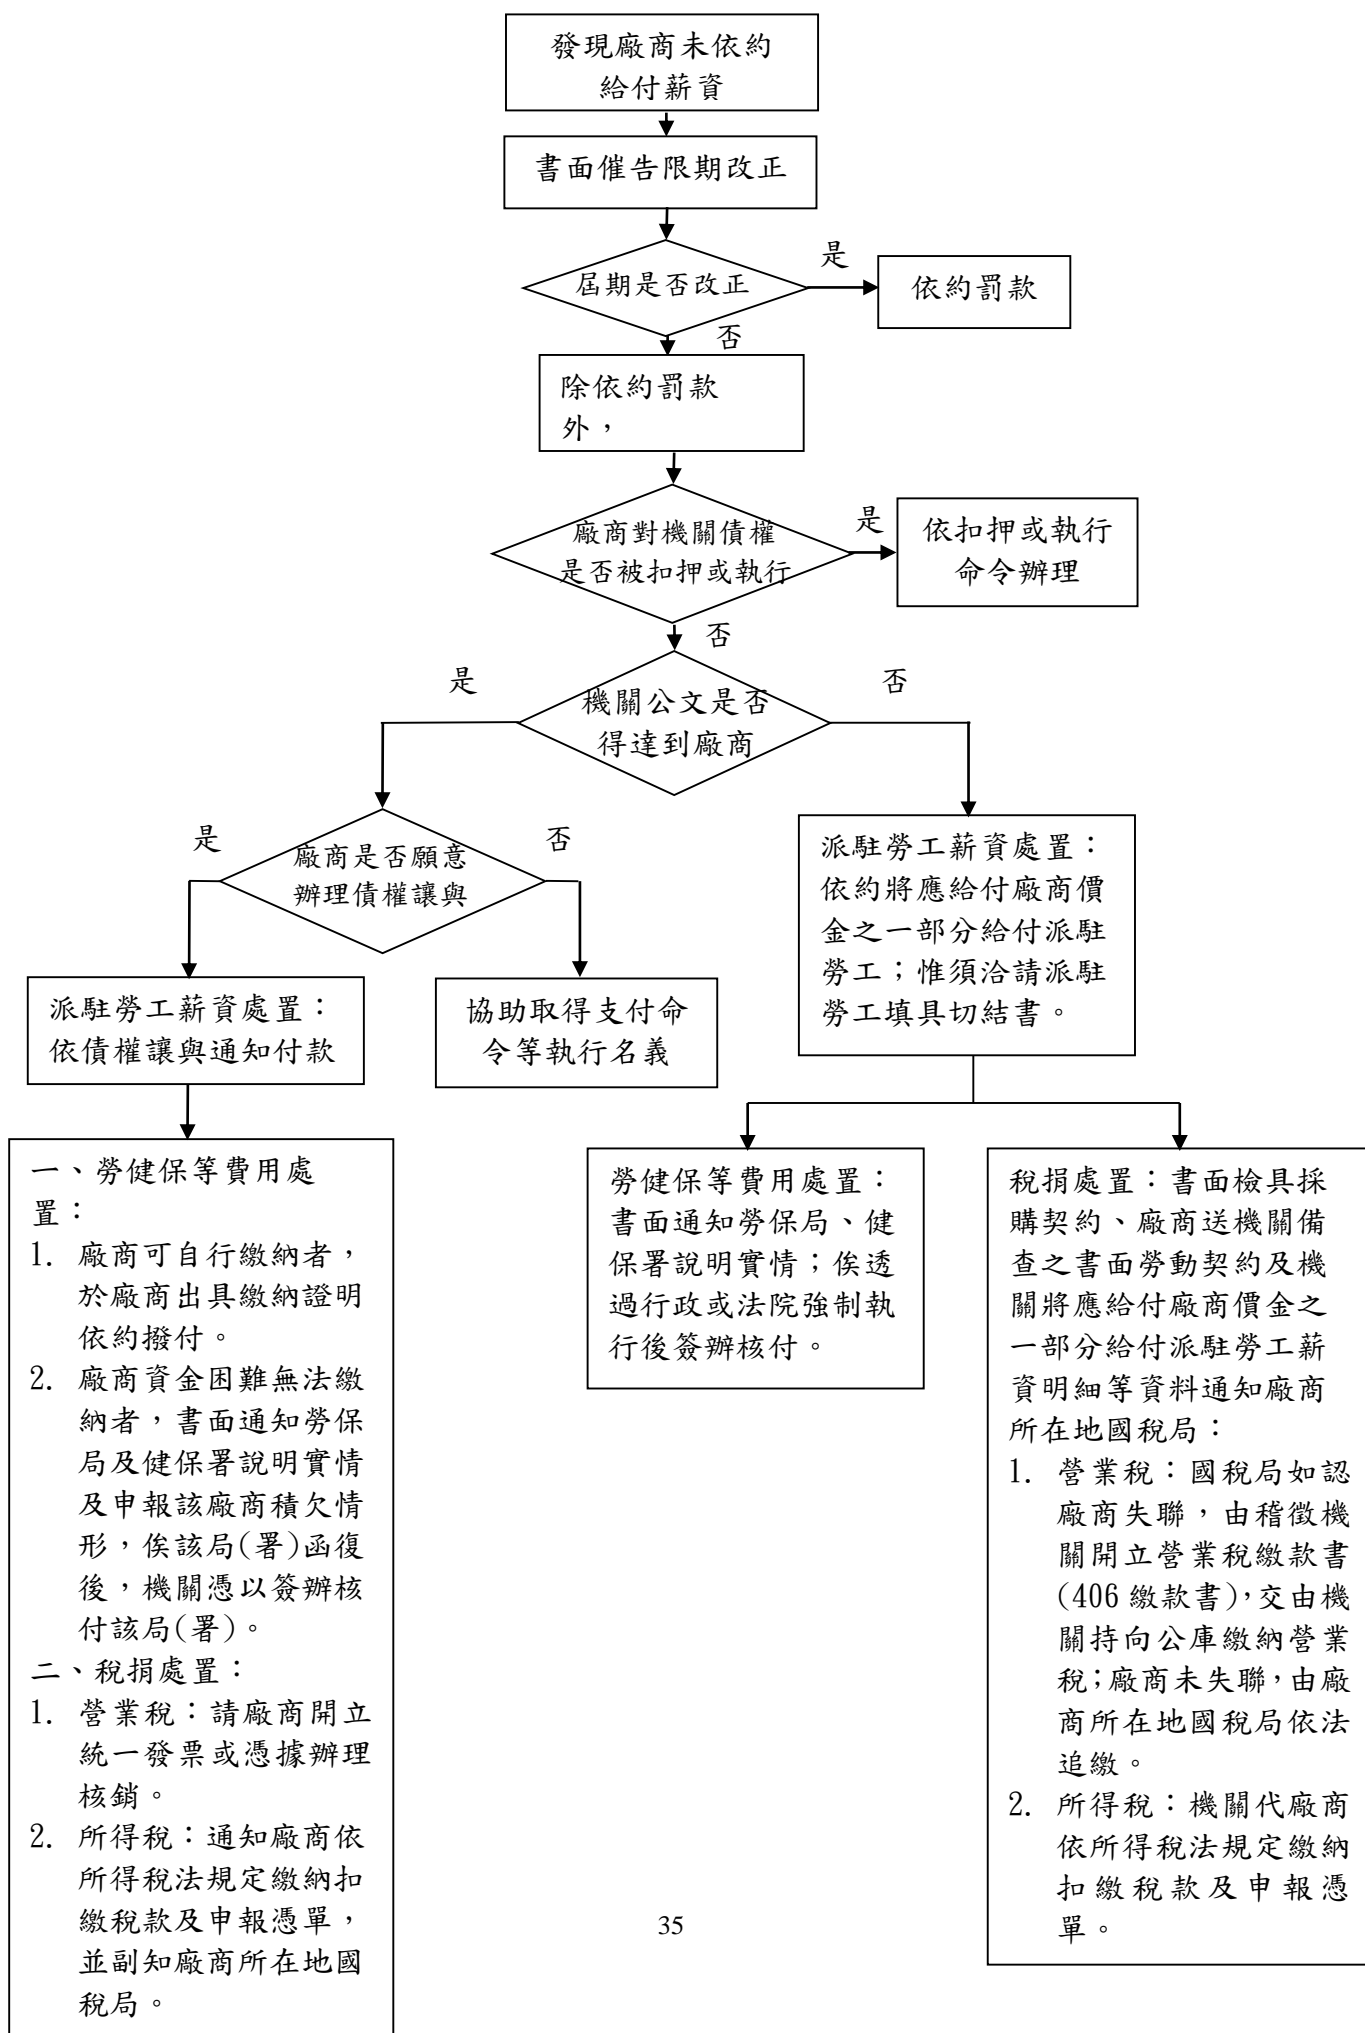 發現廠商未依約
給付薪資
書面催告限期改正
屆期是否改正
是
依約罰款
否
除依約罰款
外，
廠商對機關債權
是否被扣押或執行
是
依扣押或執行
命令辦理
否
機關公文是否
得達到廠商
是
否
廠商是否願意
辦理債權讓與
是
否
派駐勞工薪資處置：
依債權讓與通知付款
協助取得支付命
令等執行名義
派駐勞工薪資處置：
依約將應給付廠商價
金之一部分給付派駐
勞工；惟須洽請派駐
勞工填具切結書。
一、勞健保等費用處
置：
1. 廠商可自行繳納者，
於廠商出具繳納證明
依約撥付。
2. 廠商資金困難無法繳
納者，書面通知勞保
局及健保署說明實情
及申報該廠商積欠情
形，俟該局(署)函復
後，機關憑以簽辦核
付該局(署)。
二、稅捐處置：
1. 營業稅：請廠商開立
統一發票或憑據辦理
核銷。
2. 所得稅：通知廠商依
所得稅法規定繳納扣
繳稅款及申報憑單，
並副知廠商所在地國
稅局。
勞健保等費用處置：
書面通知勞保局、健
保署說明實情；俟透
過行政或法院強制執
行後簽辦核付。
稅捐處置：書面檢具採
購契約、廠商送機關備
查之書面勞動契約及機
關將應給付廠商價金之
一部分給付派駐勞工薪
資明細等資料通知廠商
所在地國稅局：
1. 營業稅：國稅局如認
廠商失聯，由稽徵機
關開立營業稅繳款書
(406 繳款書)，交由機
關持向公庫繳納營業
稅；廠商未失聯，由廠
商所在地國稅局依法
追繳。
2. 所得稅：機關代廠商
依所得稅法規定繳納
扣繳稅款及申報憑
單。
35